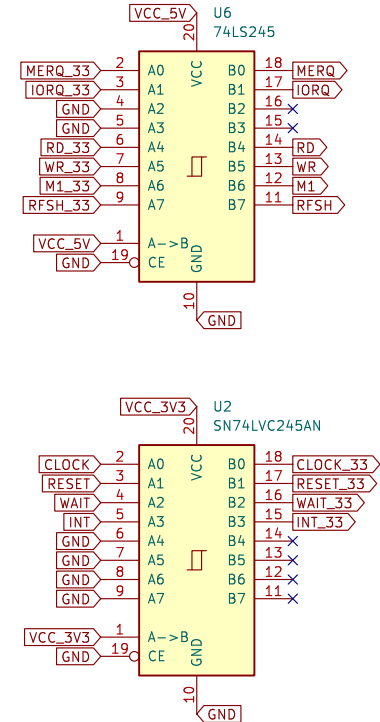 VCC_5V
U6
74LS245
20
VCC
MERQ_33 2 A0 B0 18 MERQ
IORQ_33 3 A1 B1 17 IORQ
GND 4 A2 B2 16
GND 5 A3 B3 15
RD_33 6 A4 B4 14 RD
WR_33 7 A5 B5 13 WR
M1_33 8 A6 B6 12 M1
RFSH_33 9 A7 B7 11 RFSH
VCC_5V 1 A->B
GND 19 CE
GND
10
GND
VCC_3V3
U2
SN74LVC245AN
20
VCC
CLOCK 2 A0 B0 18 CLOCK_33
RESET 3 A1 B1 17 RESET_33
WAIT 4 A2 B2 16 WAIT_33
INT 5 A3 B3 15 INT_33
GND 6 A4 B4 14
GND 7 A5 B5 13
GND 8 A6 B6 12
GND 9 A7 B7 11
VCC_3V3 1 A->B
GND 19 CE
GND
10
GND